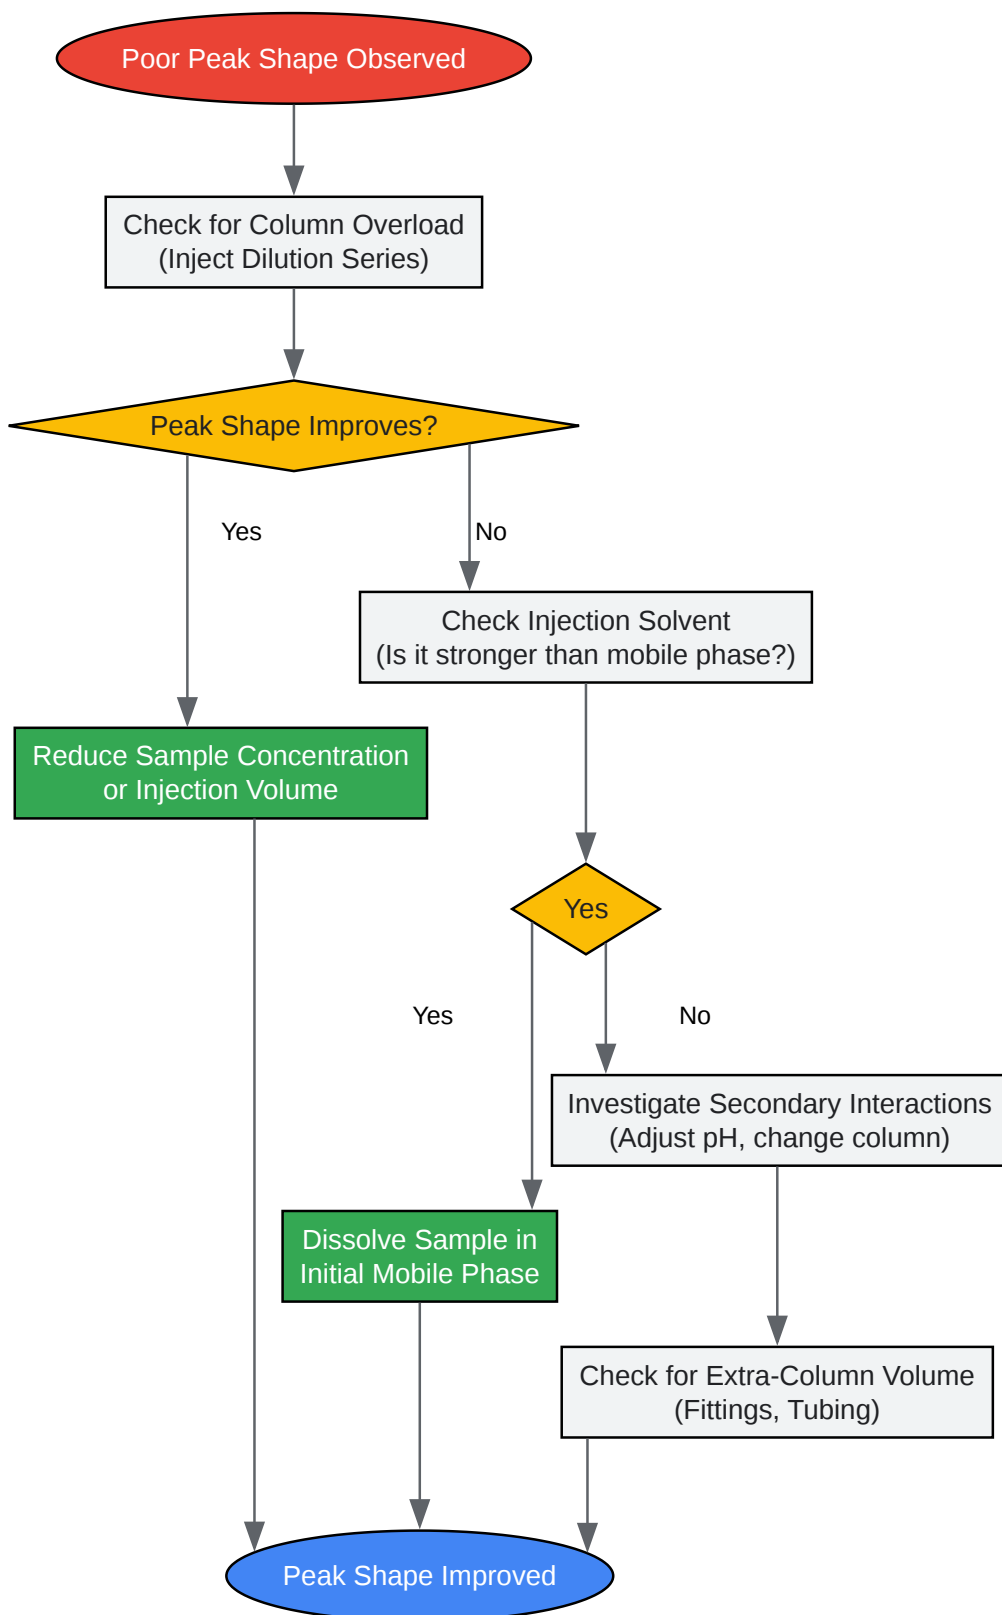 Poor Peak Shape Observed
Check for Column Overload
(Inject Dilution Series)
Peak Shape Improves?
Yes
No
Check Injection Solvent
(Is it stronger than mobile phase?)
Reduce Sample Concentration
or Injection Volume
Yes
Yes
No
Investigate Secondary Interactions
(Adjust pH, change column)
Dissolve Sample in
Initial Mobile Phase
Check for Extra-Column Volume
(Fittings, Tubing)
Peak Shape Improved